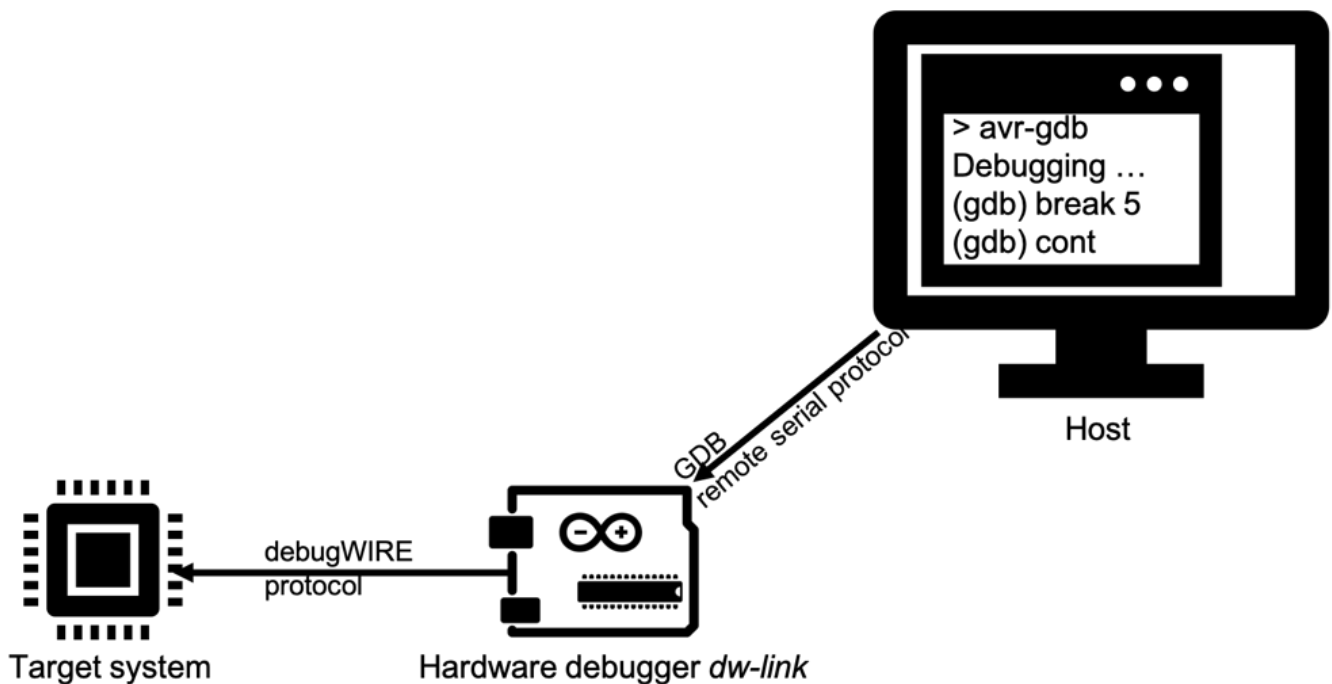 > avr-gdb
Debugging ...
(gdb) break 5
(gdb) cont
Host
GDB
remote serial protocol
debugWIRE
protocol
Target system
Hardware debugger dw-link